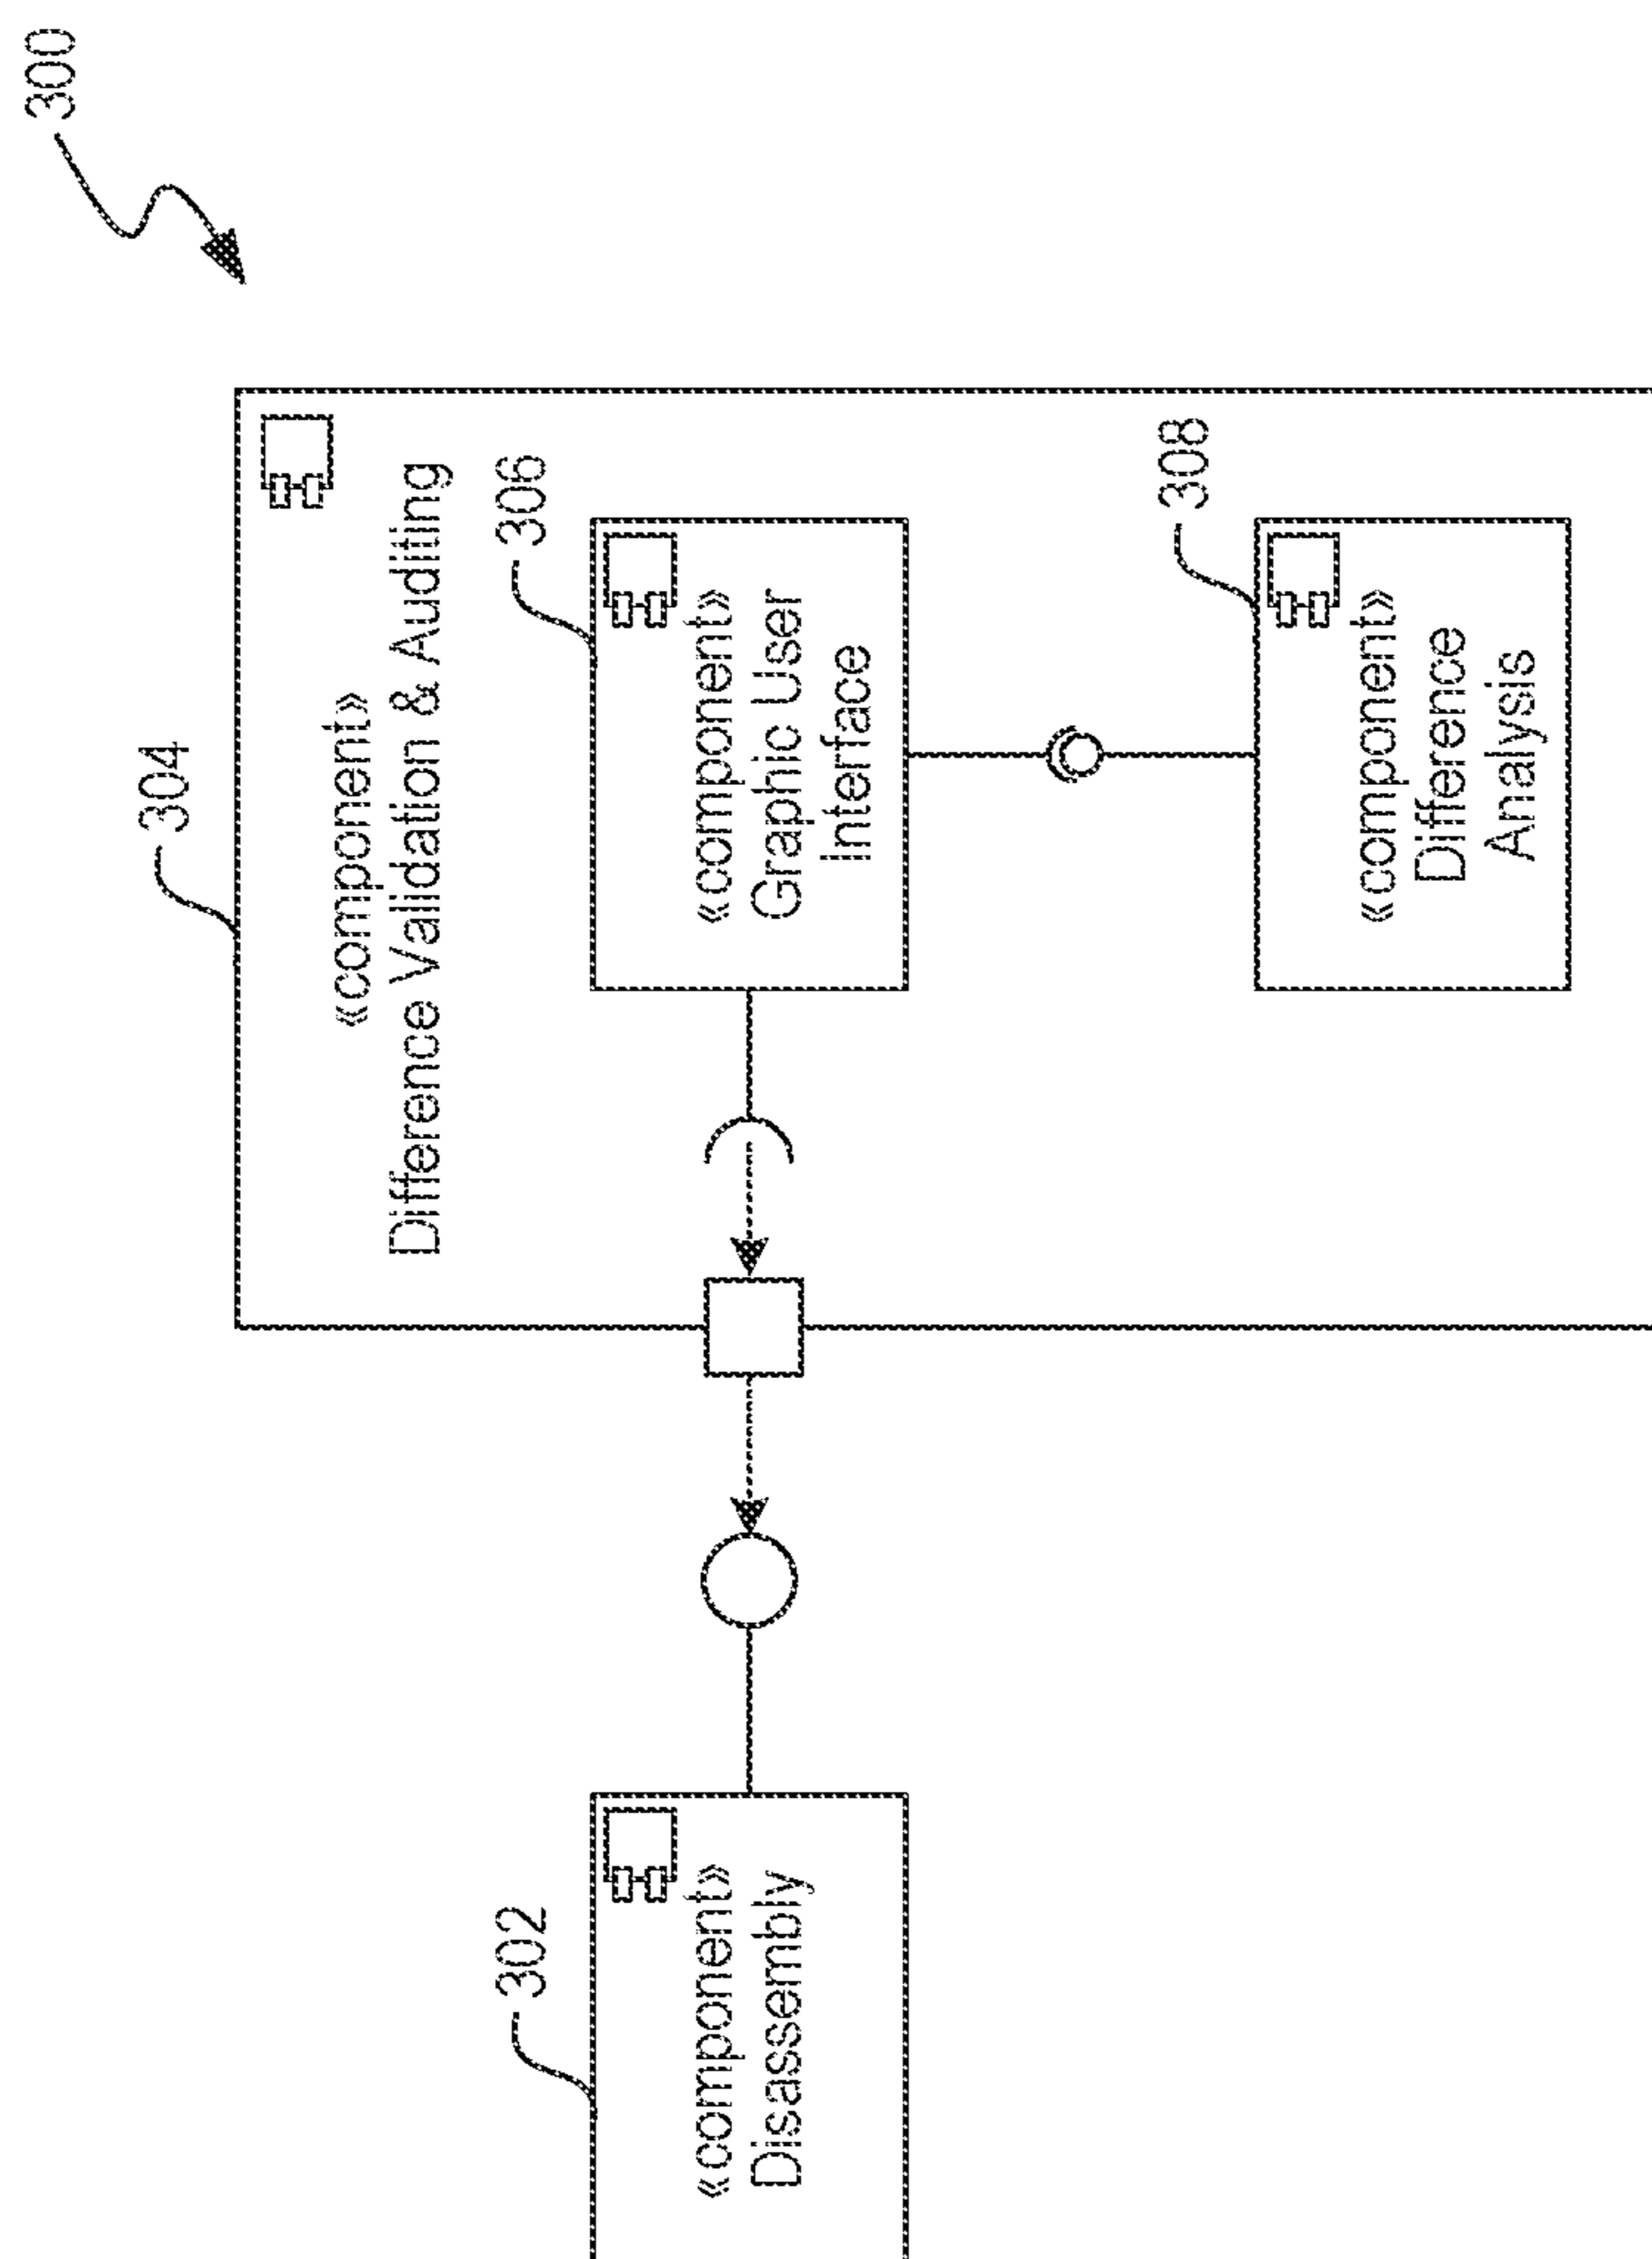 300
304
«component»
Difference Validation & Auditing
302
«component»
Disassembly
306
«component»
Graphic User
Interface
308
«component»
Difference
Analysis